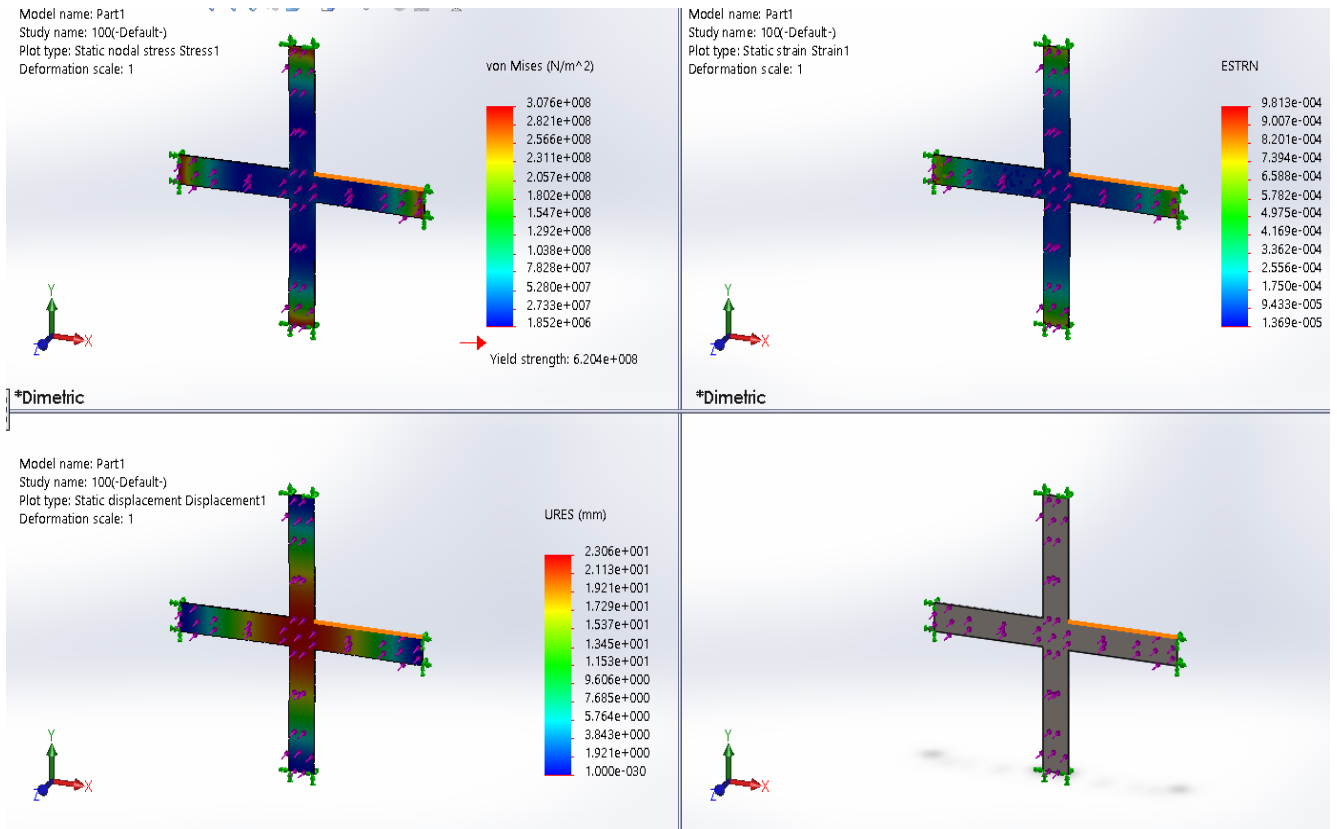 Model name: Part1
Study name: 100(-Default-)
Plot type: Static nodal stress Stress1
Deformation scale: 1
von Mises (N/m^2)
3.076e+008
2.821e+008
2.566e+008
2.311e+008
2.057e+008
1.802e+008
1.547e+008
1.292e+008
1.038e+008
7.828e+007
5.280e+007
2.733e+007
1.852e+006
Yield strength: 6.204e+008
Y
X
Z
*Dimetric
Model name: Part1
Study name: 100(-Default-)
Plot type: Static strain Strain1
Deformation scale: 1
ESTRN
9.813e-004
9.007e-004
8.201e-004
7.394e-004
6.588e-004
5.782e-004
4.975e-004
4.169e-004
3.362e-004
2.556e-004
1.750e-004
9.433e-005
1.369e-005
Y
X
Z
*Dimetric
Model name: Part1
Study name: 100(-Default-)
Plot type: Static displacement Displacement1
Deformation scale: 1
URES (mm)
2.306e+001
2.113e+001
1.921e+001
1.729e+001
1.537e+001
1.345e+001
1.153e+001
9.606e+000
7.685e+000
5.764e+000
3.843e+000
1.921e+000
1.000e-030
Y
X
Z
Y
X
Z